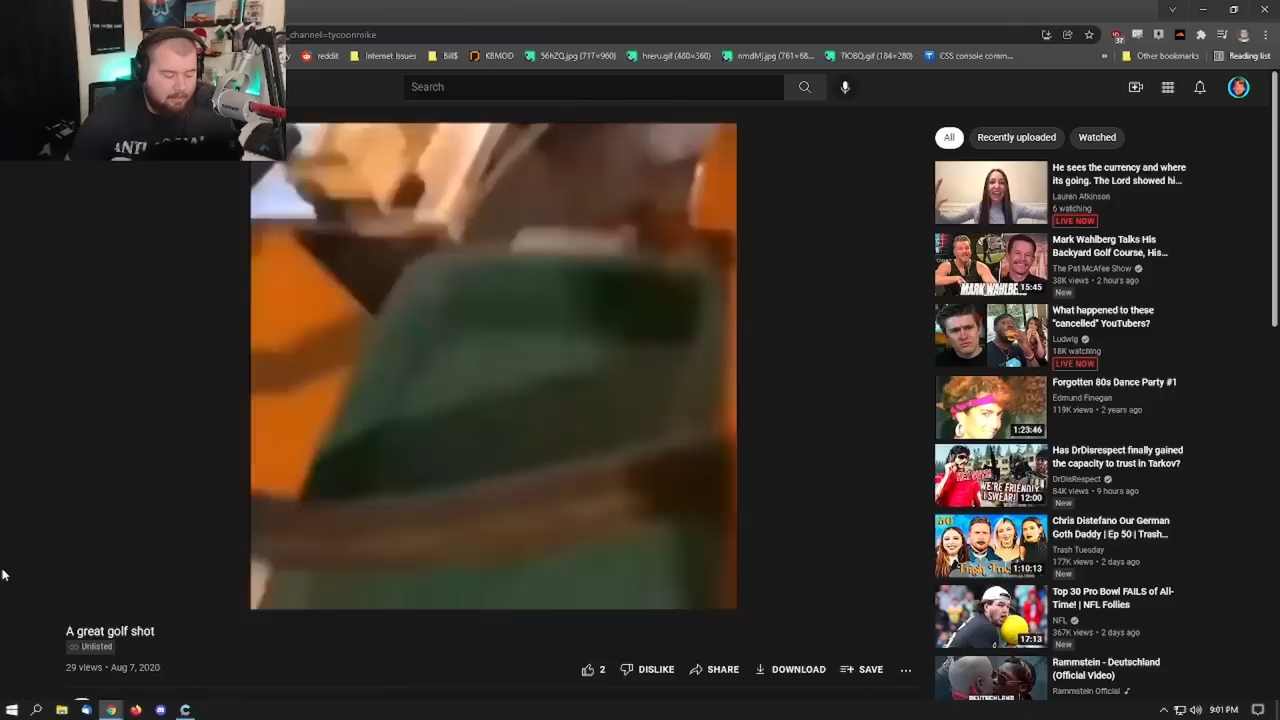 channel=tycoonmike
reddit
Internet Issues
Bill$
K8MOD
56hZQ.jpg (717×960)
hreru.gif (480×360)
nmdMj.jpg (761×68...
7IO8Q.gif (184×280)
CSS console comm...
»
Other bookmarks
Reading list
37
Search
All
Recently uploaded
Watched
He sees the currency and where
its going. The Lord showed hi...
Lauren Atkinson
6 watching
LIVE NOW
Mark Wahlberg Talks His
Backyard Golf Course, His...
The Pat McAfee Show
38K views • 2 hours ago
New
15:45
What happened to these
"cancelled" YouTubers?
Ludwig
18K watching
LIVE NOW
Forgotten 80s Dance Party #1
Edmund Finegan
119K views • 2 years ago
1:23:46
Has DrDisrespect finally gained
the capacity to trust in Tarkov?
DrDisRespect
84K views • 9 hours ago
New
WE'RE FRIENDLY
I SWEAR!
12:00
Chris Distefano Our German
Goth Daddy | Ep 50 | Trash...
Trash Tuesday
177K views • 2 days ago
New
1:10:13
Top 30 Pro Bowl FAILS of All-
Time! | NFL Follies
NFL
367K views • 2 days ago
New
17:13
Rammstein - Deutschland
(Official Video)
Rammstein Official
A great golf shot
Unlisted
29 views • Aug 7, 2020
2
DISLIKE
SHARE
DOWNLOAD
SAVE
9:01 PM